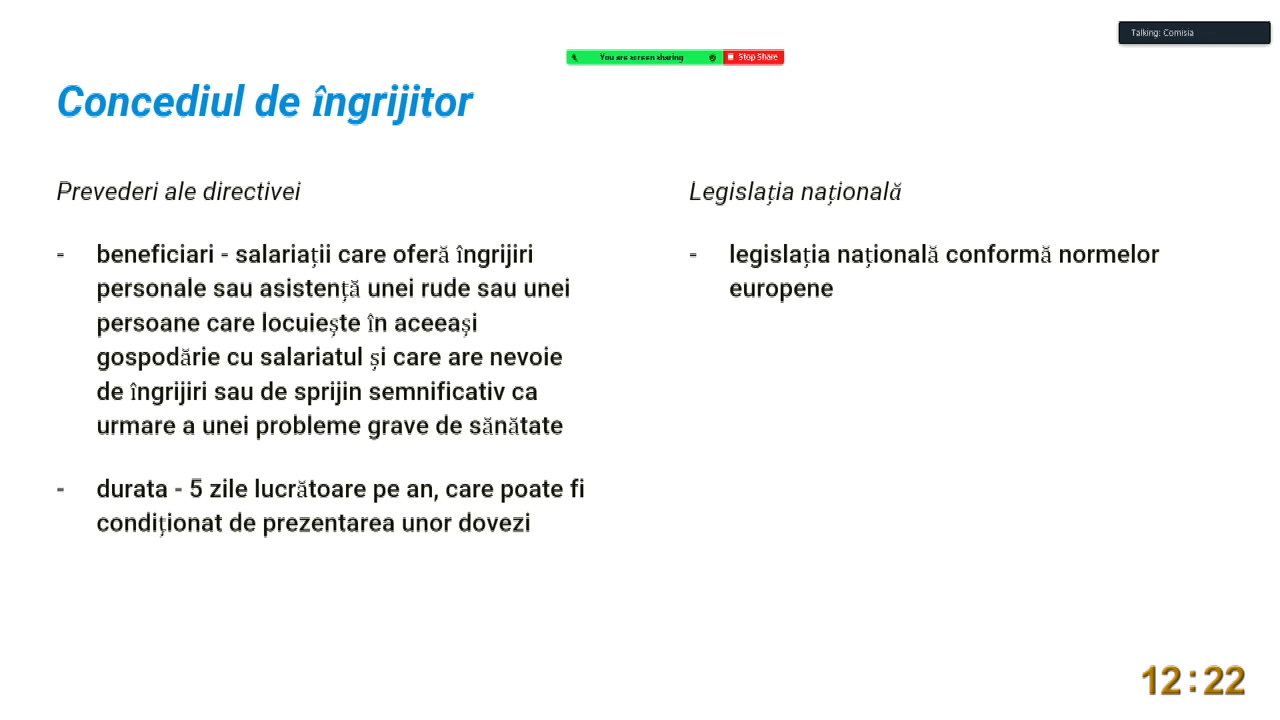 Talking: Comisia
You are screen sharing
Stop Share
Concediul de îngrijitor
Prevederi ale directivei
- beneficiari - salariații care oferă îngrijiri
personale sau asistență unei rude sau unei
persoane care locuiește în aceeași
gospodărie cu salariatul și care are nevoie
de îngrijiri sau de sprijin semnificativ ca
urmare a unei probleme grave de sănătate
- durata - 5 zile lucrătoare pe an, care poate fi
condiționat de prezentarea unor dovezi
Legislația națională
- legislația națională conformă normelor
europene
12:22